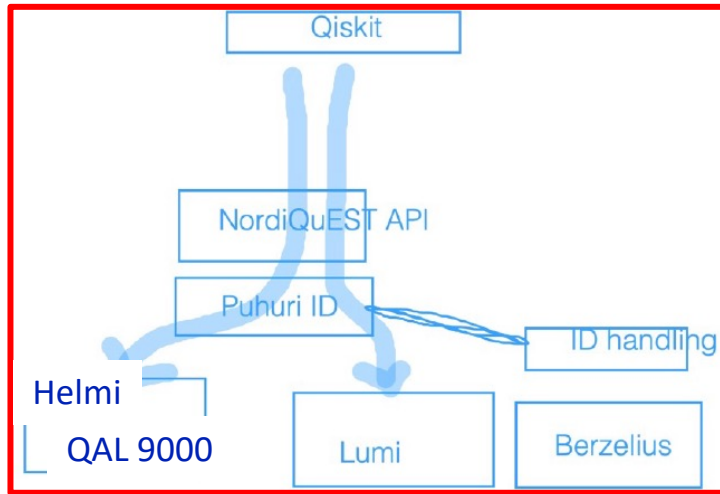 Qiskit
NordiQuEST API
Puhuri ID
ID handling
Helmi
QAL 9000
Lumi
Berzelius